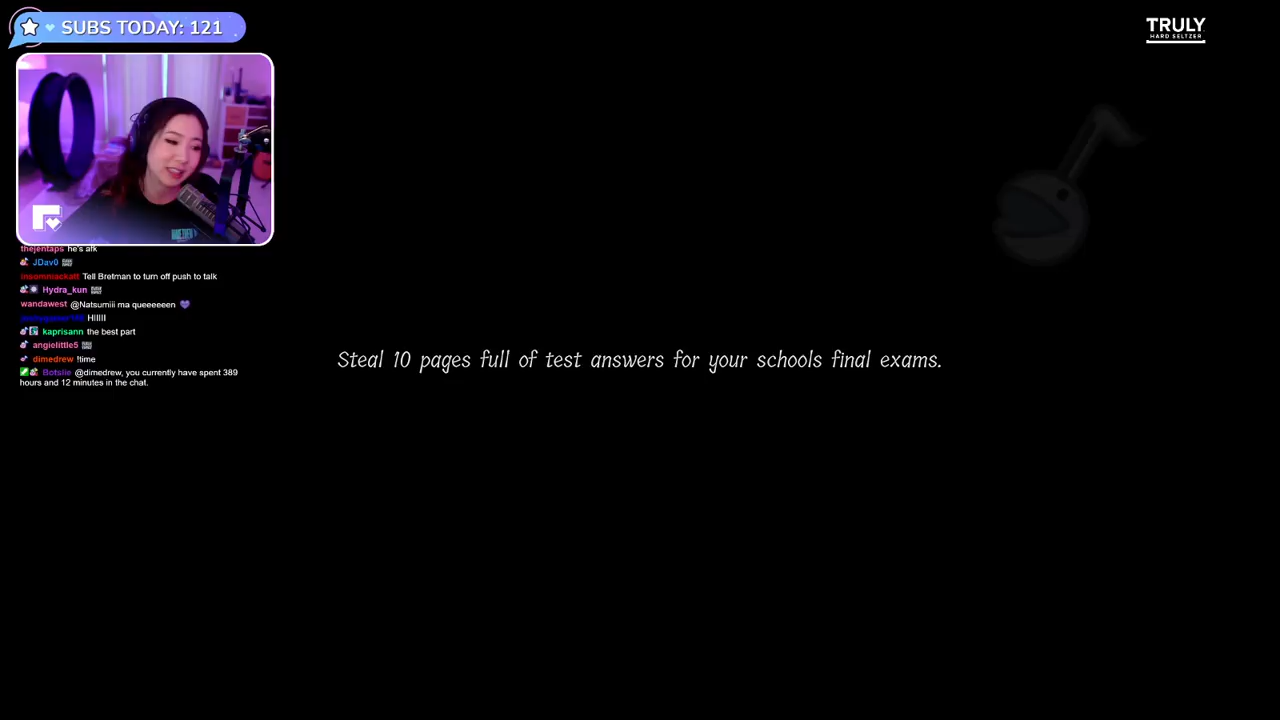 SUBS TODAY: 121
TRULY
HARD SELTZER
thejentaps he's afk
JDav0
insomniackatt Tell Bretman to turn off push to talk
Hydra_kun
wandawest @Natsumiii ma queeeeeen
HIIIII
kaprisann the best part
angielittle5
Steal 10 pages full of test answers for your schools final exams.
dimedrew !time
Botslie @dimedrew, you currently have spent 389
hours and 12 minutes in the chat.